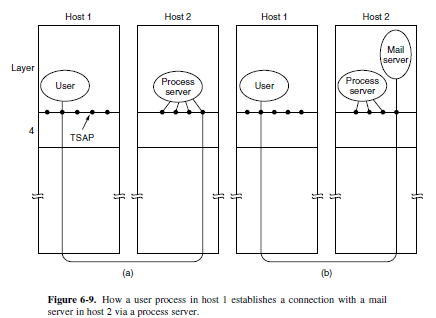 Host 1
Host 2
Host 1
Host 2
Layer
User
Process
server
User
Process
server
Mail
server
4
TSAP
(a)
(b)
Figure 6-9. How a user process in host 1 establishes a connection with a mail
server in host 2 via a process server.